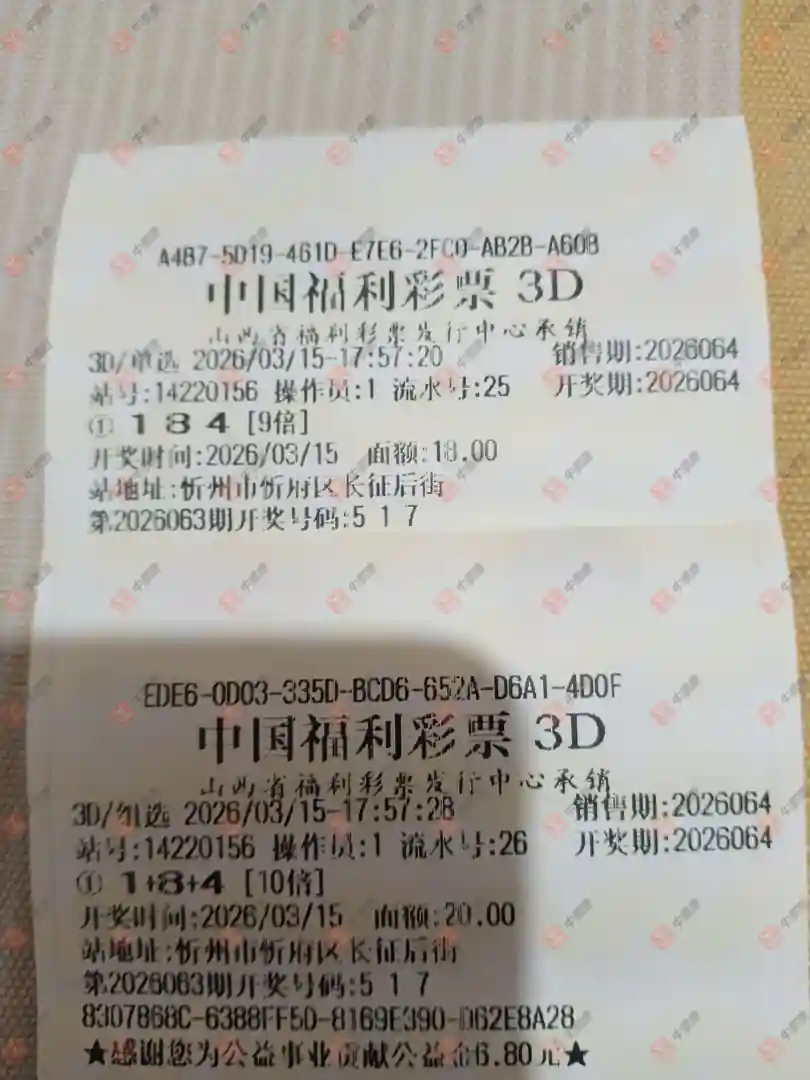 A4B7-5D19-461D-E7E6-2FC0-AB2B-A60B
中国福利彩票 3D
山西省福利彩票发行中心承销
3D/单选 2026/03/15-17:57:20 销售期:2026064
站号:14220156 操作员:1 流水号:25 开奖期:2026064
① 1 8 4 [9倍]
开奖时间:2026/03/15 面额:18.00
站地址:忻州市忻府区长征后街
第2026063期开奖号码:5 1 7
EDE6-0D03-335D-BCD6-652A-D6A1-4D0F
中国福利彩票 3D
山西省福利彩票发行中心承销
3D/组选 2026/03/15-17:57:28 销售期:2026064
站号:14220156 操作员:1 流水号:26 开奖期:2026064
① 1+8+4 [10倍]
开奖时间:2026/03/15 面额:20.00
站地址:忻州市忻府区长征后街
第2026063期开奖号码:5 1 7
8307868C-6388FF5D-8169E390-D62E8A28
★感谢您为公益事业贡献公益金6.80元★